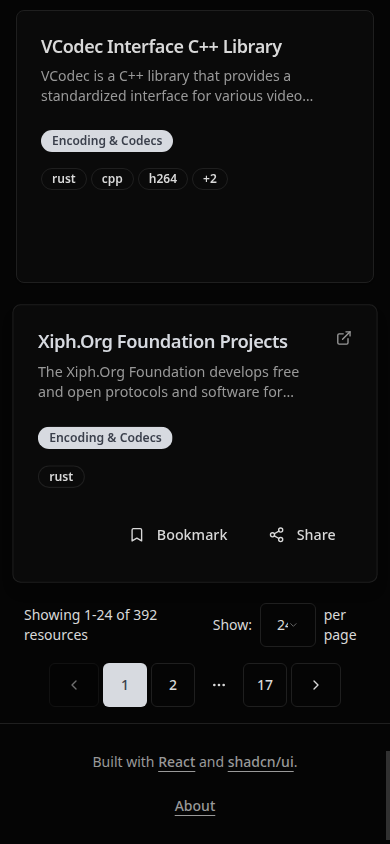 VCodec Interface C++ Library
VCodec is a C++ library that provides a
standardized interface for various video...
Encoding & Codecs
rust cpp h264 +2
Xiph.Org Foundation Projects
The Xiph.Org Foundation develops free
and open protocols and software for...
Encoding & Codecs
rust
Bookmark Share
Showing 1-24 of 392
resources
Show:
per
page
1 2 ... 17
Built with React and shadcn/ui.
About